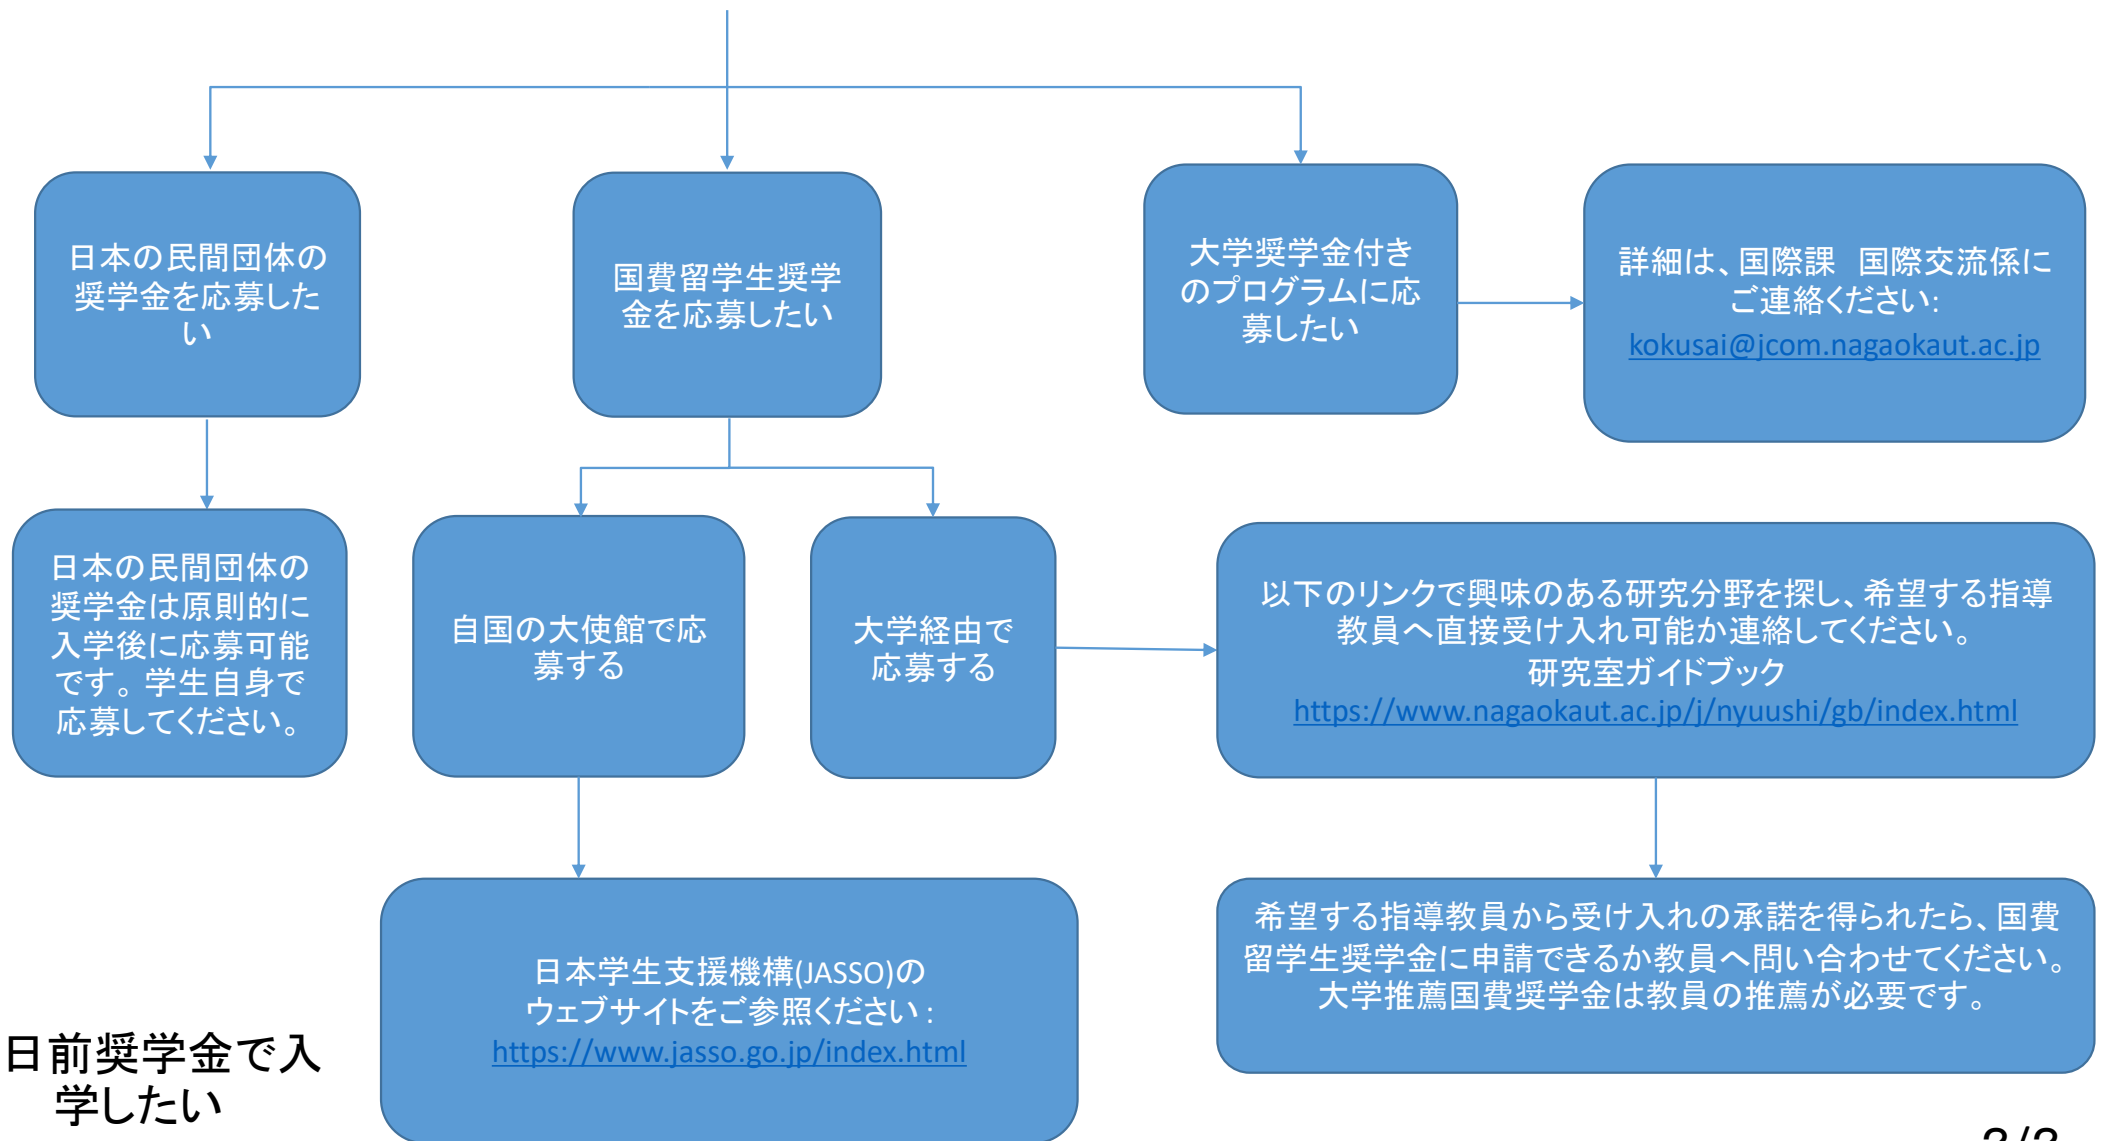 日本の民間団体の
奨学金を応募した
い
国費留学生奨学
金を応募したい
大学奨学金付き
のプログラムに応
募したい
詳細は、国際課　国際交流係に
ご連絡ください:
kokusai@jcom.nagaokaut.ac.jp
日本の民間団体の
奨学金は原則的に
入学後に応募可能
です。学生自身で
応募してください。
自国の大使館で応
募する
大学経由で
応募する
以下のリンクで興味のある研究分野を探し、希望する指導
教員へ直接受け入れ可能か連絡してください。
研究室ガイドブック
https://www.nagaokaut.ac.jp/j/nyuushi/gb/index.html
日本学生支援機構(JASSO)の
ウェブサイトをご参照ください:
https://www.jasso.go.jp/index.html
希望する指導教員から受け入れの承諾を得られたら、国費
留学生奨学金に申請できるか教員へ問い合わせてください。
大学推薦国費奨学金は教員の推薦が必要です。
日前奨学金で入
学したい